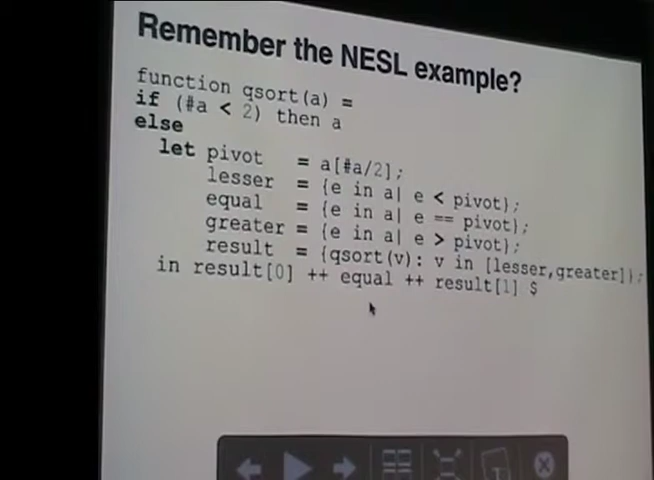 Remember the NESL example?
function qsort(a) =
if (#a < 2) then a
else
let pivot = a[#a/2];
lesser = {e in a| e < pivot};
equal = {e in a| e == pivot};
greater = {e in a| e > pivot};
result = {qsort(v): v in [lesser,greater]};
in result[0] ++ equal ++ result[1] $